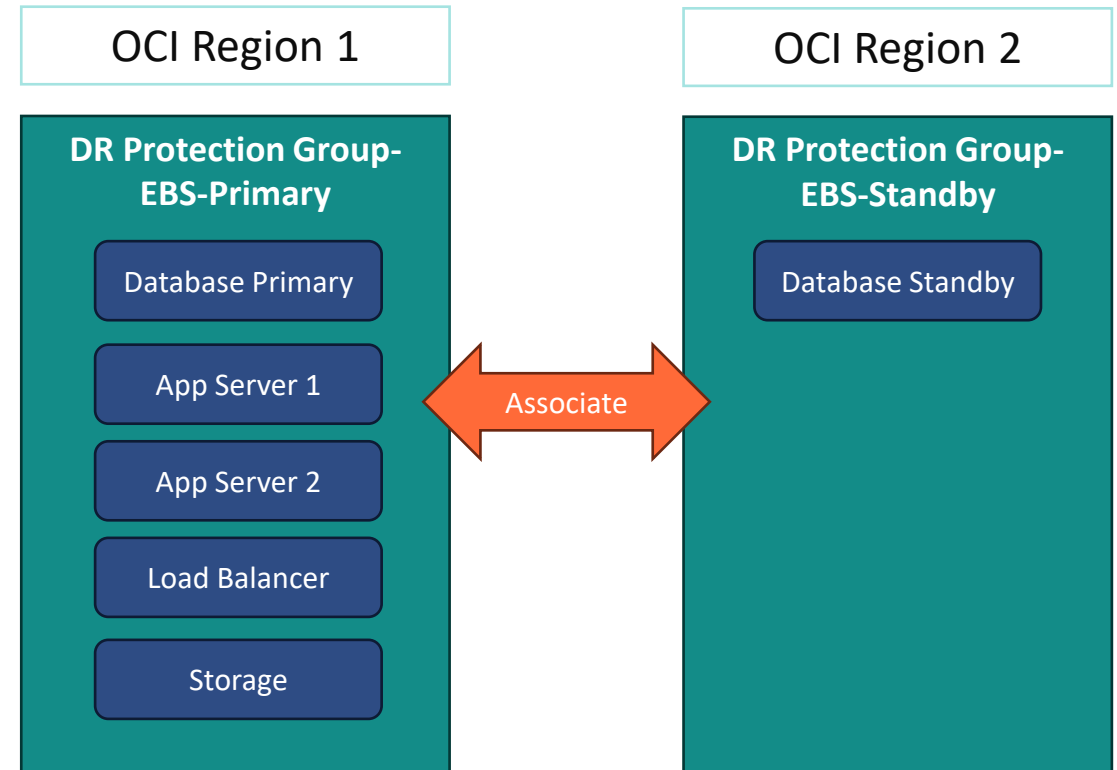 OCI Region 1
OCI Region 2
DR Protection Group-
EBS-Primary
Database Primary
App Server 1
App Server 2
Load Balancer
Storage
Associate
DR Protection Group-
EBS-Standby
Database Standby